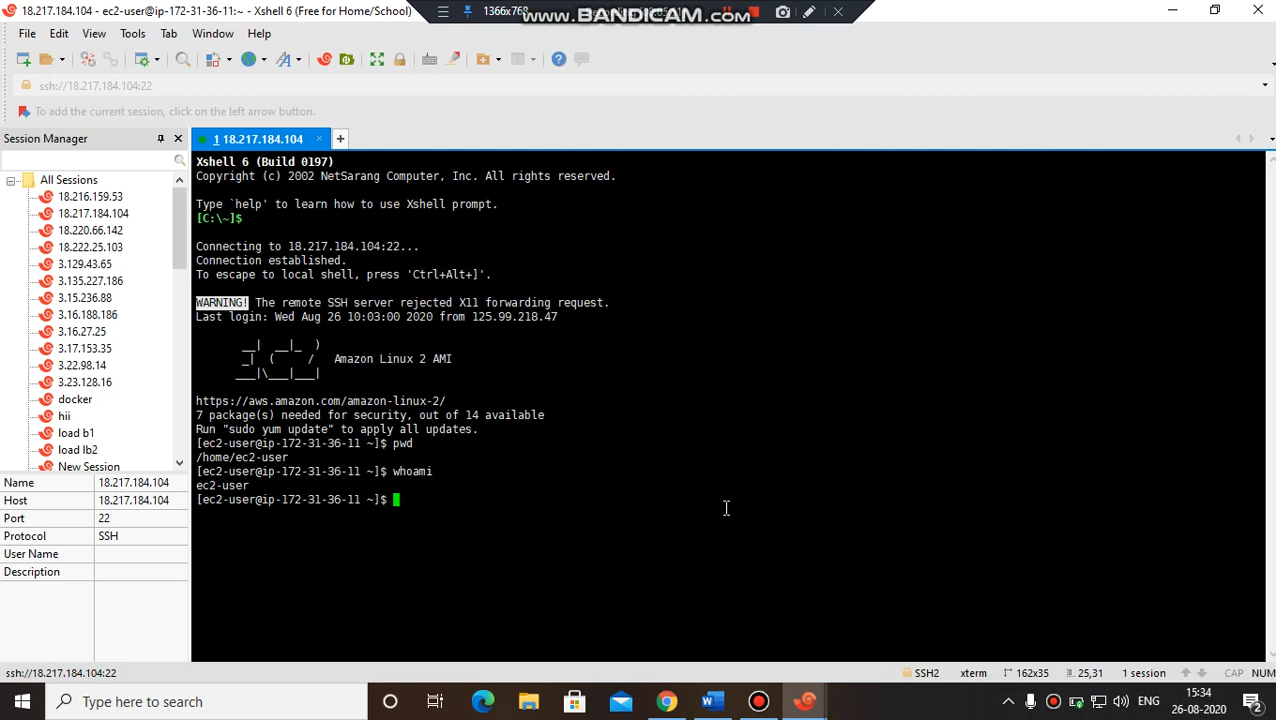 18.217.184.104 - ec2-user@ip-172-31-36-11:~ - Xshell 6 (Free for Home/School)
1366x768
www.BANDICAM.com
File Edit View Tools Tab Window Help
ssh://18.217.184.104:22
To add the current session, click on the left arrow button.
Session Manager
1 18.217.184.104
All Sessions
18.216.159.53
18.217.184.104
18.220.66.142
18.222.25.103
3.129.43.65
3.135.227.186
3.15.236.88
3.16.188.186
3.16.27.25
3.17.153.35
3.22.98.14
3.23.128.16
docker
hii
load b1
load lb2
New Session
Name 18.217.184.104
Host 18.217.184.104
Port 22
Protocol SSH
User Name
Description
Xshell 6 (Build 0197)
Copyright (c) 2002 NetSarang Computer, Inc. All rights reserved.
Type `help' to learn how to use Xshell prompt.
[C:\~]$
Connecting to 18.217.184.104:22...
Connection established.
To escape to local shell, press 'Ctrl+Alt+]'.
WARNING! The remote SSH server rejected X11 forwarding request.
Last login: Wed Aug 26 10:03:00 2020 from 125.99.218.47
__| __|_ )
_| ( / Amazon Linux 2 AMI
___|\___|___|
https://aws.amazon.com/amazon-linux-2/
7 package(s) needed for security, out of 14 available
Run "sudo yum update" to apply all updates.
[ec2-user@ip-172-31-36-11 ~]$ pwd
/home/ec2-user
[ec2-user@ip-172-31-36-11 ~]$ whoami
ec2-user
[ec2-user@ip-172-31-36-11 ~]$
ssh://18.217.184.104:22
SSH2 xterm 162x35 25,31 1 session CAP NUM
Type here to search
ENG
15:34
26-08-2020
2